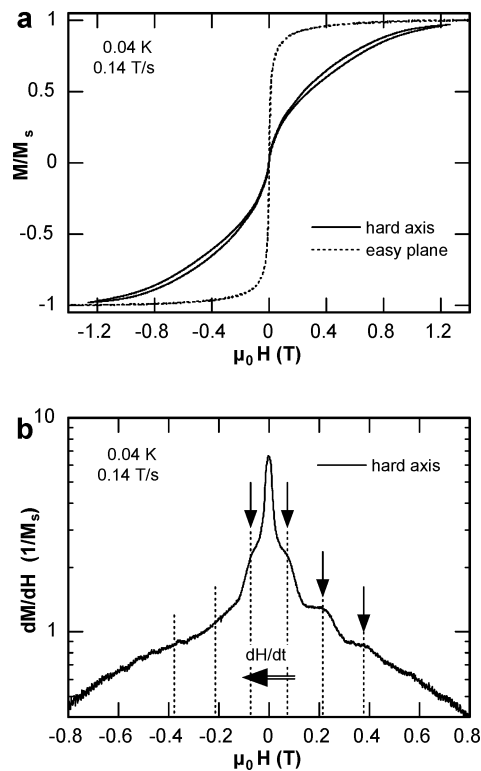 a
0.04 K
0.14 T/s
M/Mₛ
1
0.5
0
-0.5
-1
hard axis
easy plane
-1.2 -0.8 -0.4 0 0.4 0.8 1.2
μ₀ H (T)
b
0.04 K
0.14 T/s
hard axis
dM/dH (1/Mₛ)
10
1
dH/dt
-0.8 -0.6 -0.4 -0.2 0 0.2 0.4 0.6 0.8
μ₀ H (T)